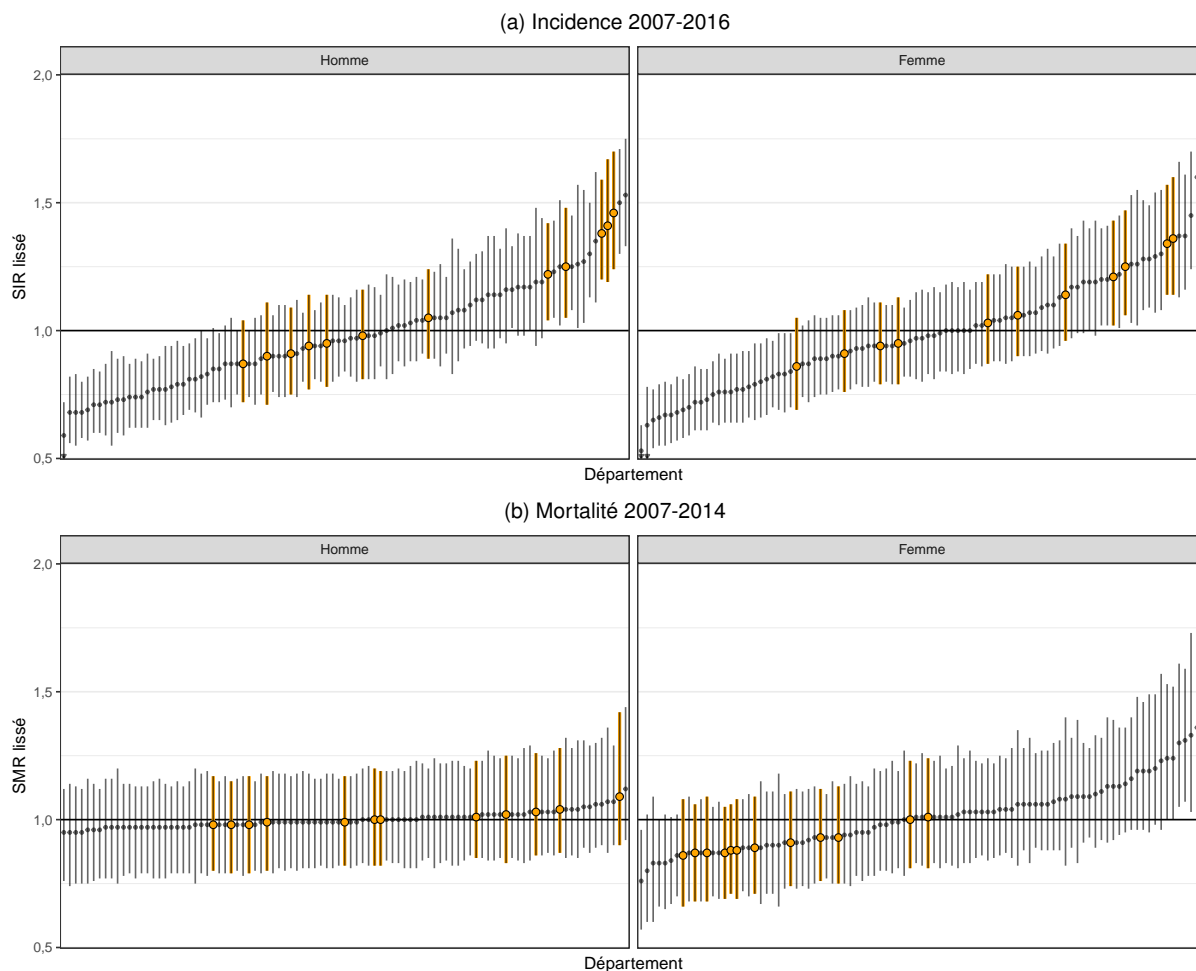 (a) Incidence 2007-2016
Homme
Femme
2,0
1,5
1,0
0,5
SIR lissé
Département
(b) Mortalité 2007-2014
Homme
Femme
2,0
1,5
1,0
0,5
SMR lissé
Département